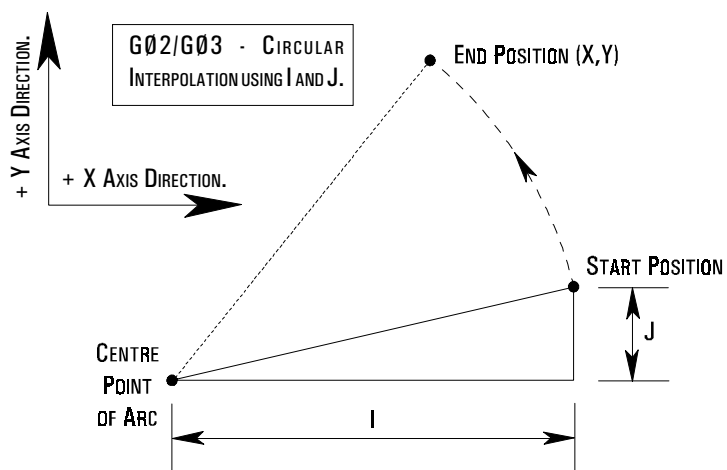 GØ2/GØ3 - CIRCULAR
INTERPOLATION USING I AND J.
END POSITION (X,Y)
+ Y AXIS DIRECTION.
+ X AXIS DIRECTION.
START POSITION
J
CENTRE
POINT
OF ARC
I